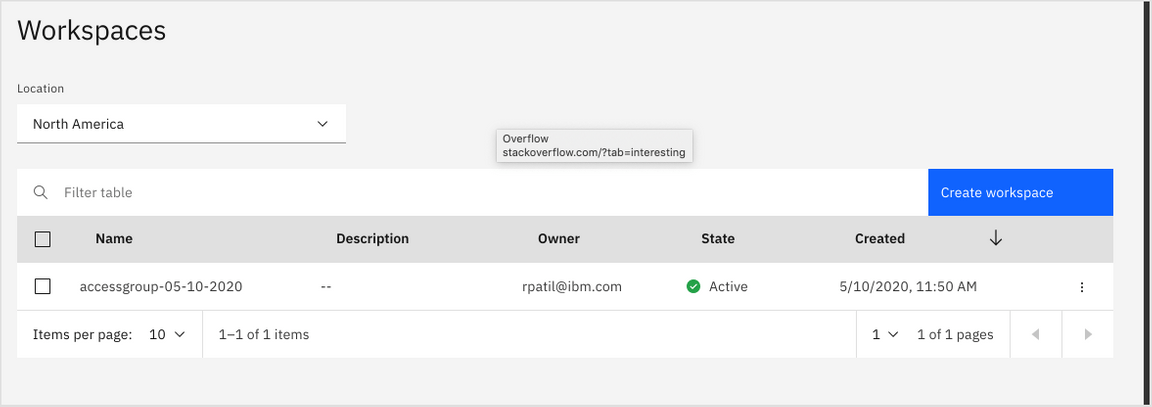 Workspaces
Location
North America
Overflow
stackoverflow.com/?tab=interesting
Filter table
Create workspace
Name Description Owner State Created
accessgroup-05-10-2020 -- rpatil@ibm.com Active 5/10/2020, 11:50 AM
Items per page: 10 1–1 of 1 items 1 1 of 1 pages